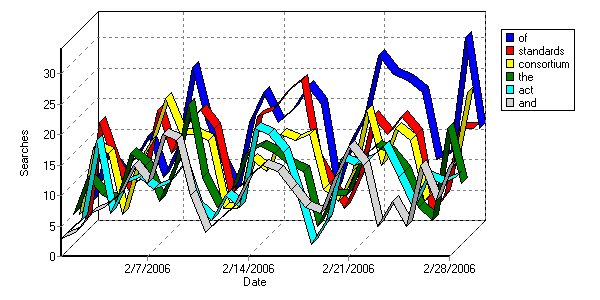 of
standards
consortium
the
act
and
Searches
30
25
20
15
10
5
0
2/7/2006 2/14/2006 2/21/2006 2/28/2006
Date